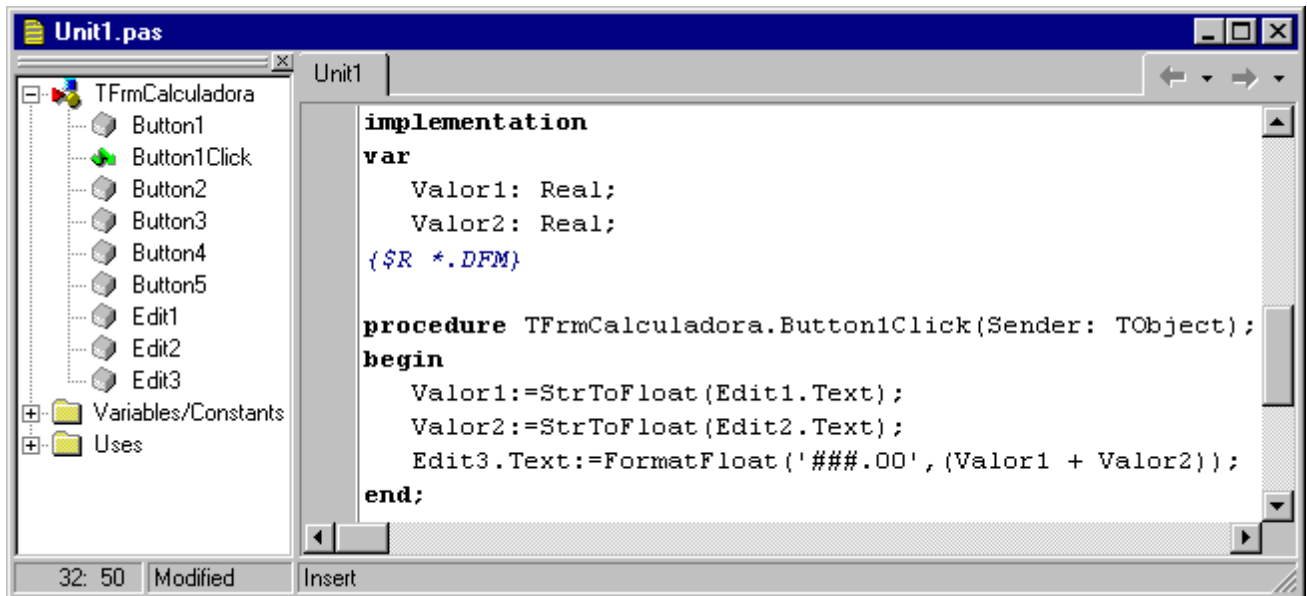 Unit1.pas
TFrmCalculadora
Button1
Button1Click
Button2
Button3
Button4
Button5
Edit1
Edit2
Edit3
Variables/Constants
Uses
Unit1
implementation
var
Valor1: Real;
Valor2: Real;
{$R *.DFM}
procedure TFrmCalculadora.Button1Click(Sender: TObject);
begin
Valor1:=StrToFloat(Edit1.Text);
Valor2:=StrToFloat(Edit2.Text);
Edit3.Text:=FormatFloat('###.00',(Valor1 + Valor2));
end;
32: 50 Modified Insert